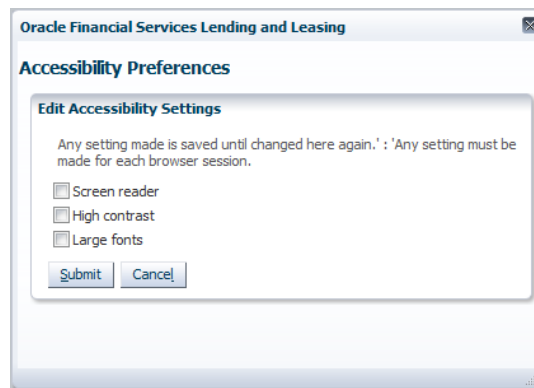 Oracle Financial Services Lending and Leasing
Accessibility Preferences
Edit Accessibility Settings
Any setting made is saved until changed here again.' : 'Any setting must be
made for each browser session.
Screen reader
High contrast
Large fonts
Submit Cancel